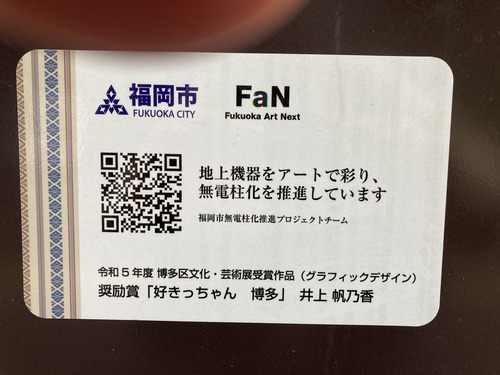 福岡市
FUKUOKA CITY
FaN
Fukuoka Art Next
地上機器をアートで彩り、
無電柱化を推進しています
福岡市無電柱化推進プロジェクトチーム
令和5年度 博多区文化・芸術展受賞作品(グラフィックデザイン)
奨励賞「好きっちゃん 博多」 井上 帆乃香